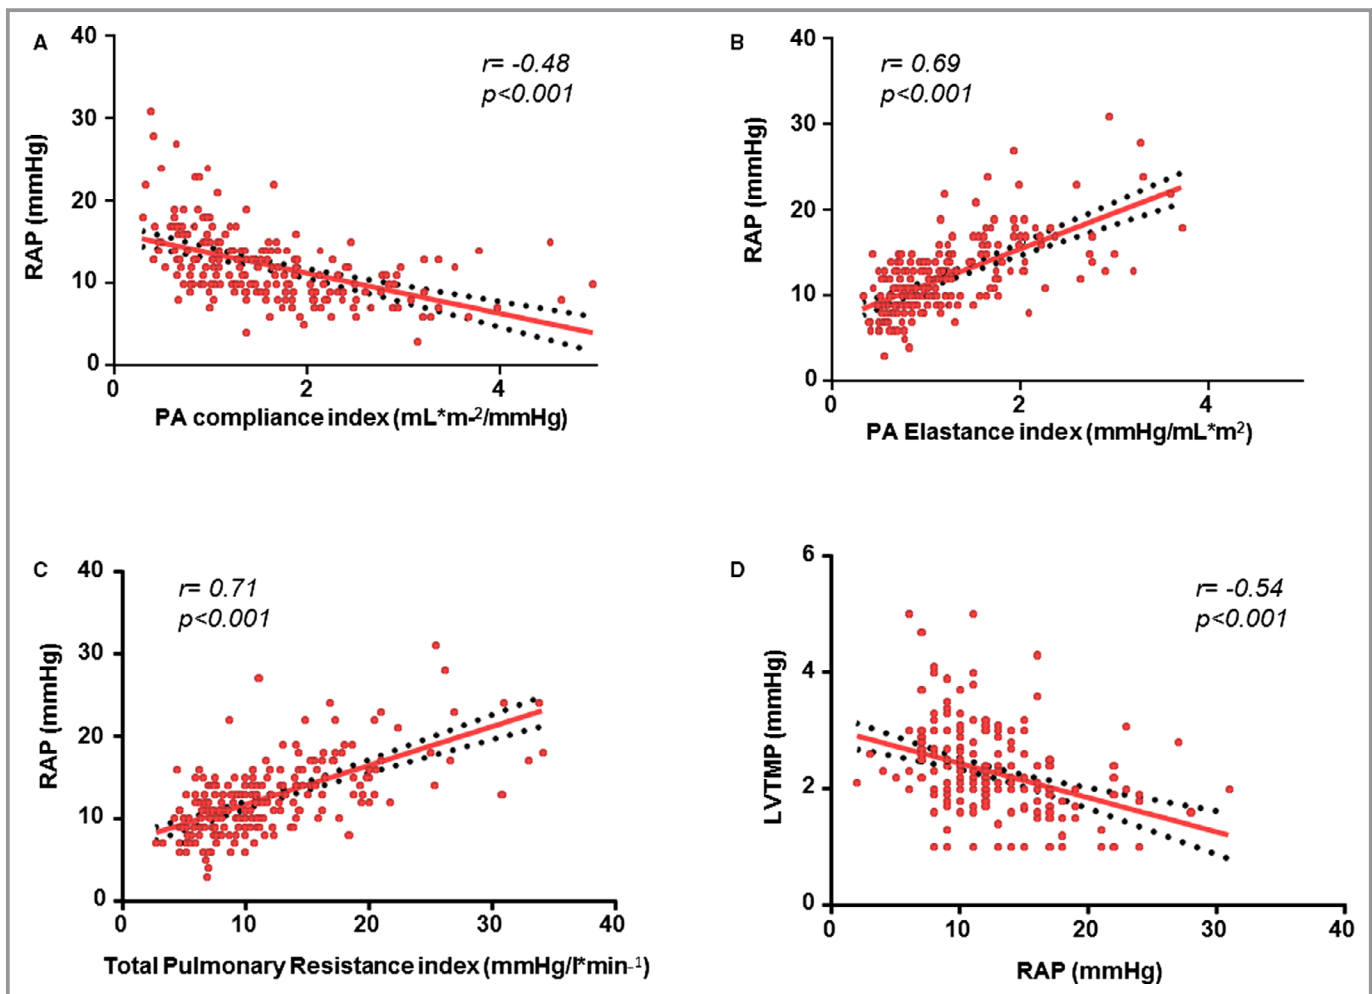 A
r= -0.48
p<0.001
RAP (mmHg)
40
30
20
10
0
0 2 4
PA compliance index (mL*m-²/mmHg)
B
r= 0.69
p<0.001
RAP (mmHg)
40
30
20
10
0
0 2 4
PA Elastance index (mmHg/mL*m²)
C
r= 0.71
p<0.001
RAP (mmHg)
40
30
20
10
0
0 10 20 30 40
Total Pulmonary Resistance index (mmHg/l*min⁻¹)
D
r= -0.54
p<0.001
LVTMP (mmHg)
6
4
2
0
0 10 20 30 40
RAP (mmHg)